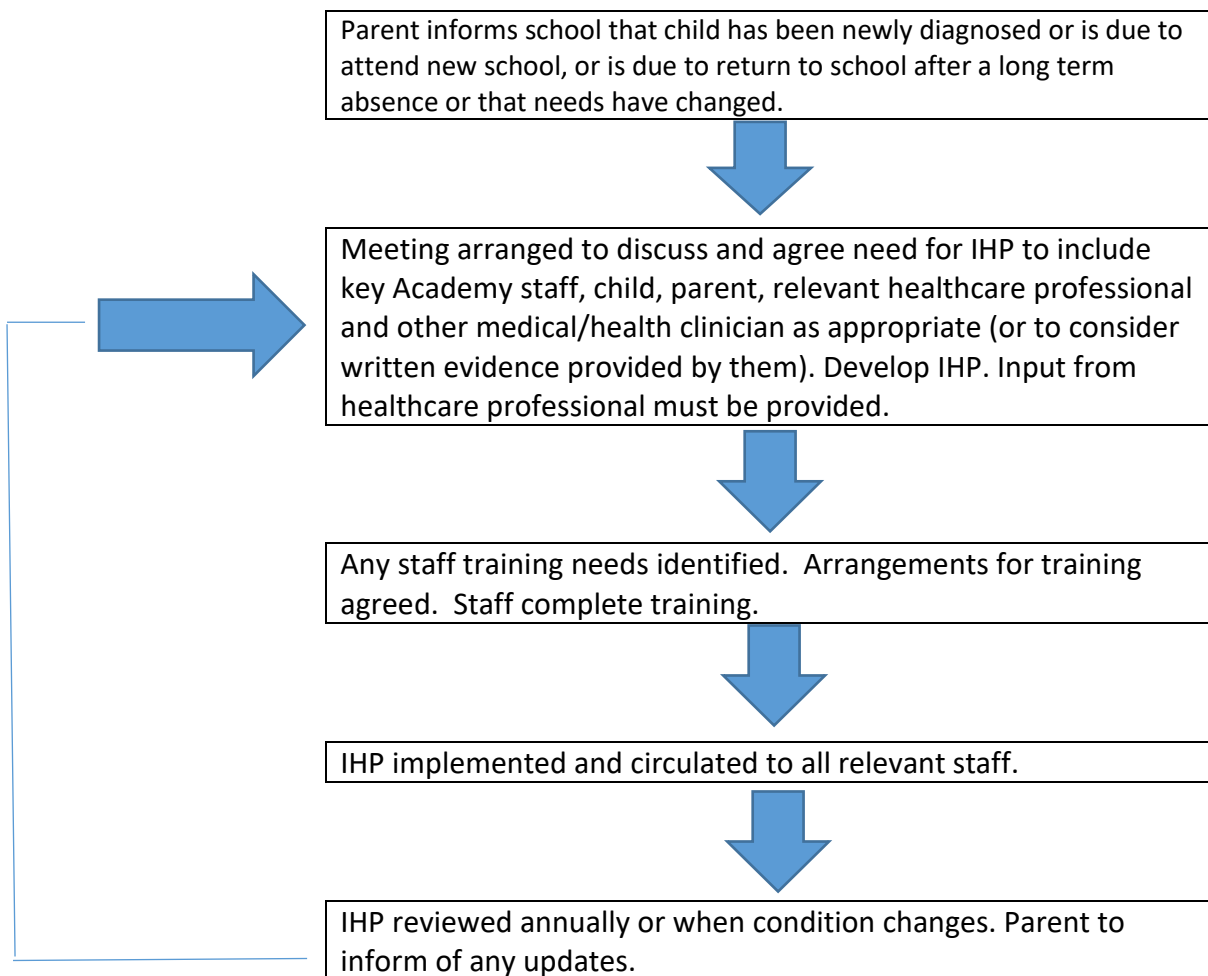 Parent informs school that child has been newly diagnosed or is due to
attend new school, or is due to return to school after a long term
absence or that needs have changed.
Meeting arranged to discuss and agree need for IHP to include
key Academy staff, child, parent, relevant healthcare professional
and other medical/health clinician as appropriate (or to consider
written evidence provided by them). Develop IHP. Input from
healthcare professional must be provided.
Any staff training needs identified.  Arrangements for training
agreed.  Staff complete training.
IHP implemented and circulated to all relevant staff.
IHP reviewed annually or when condition changes. Parent to
inform of any updates.